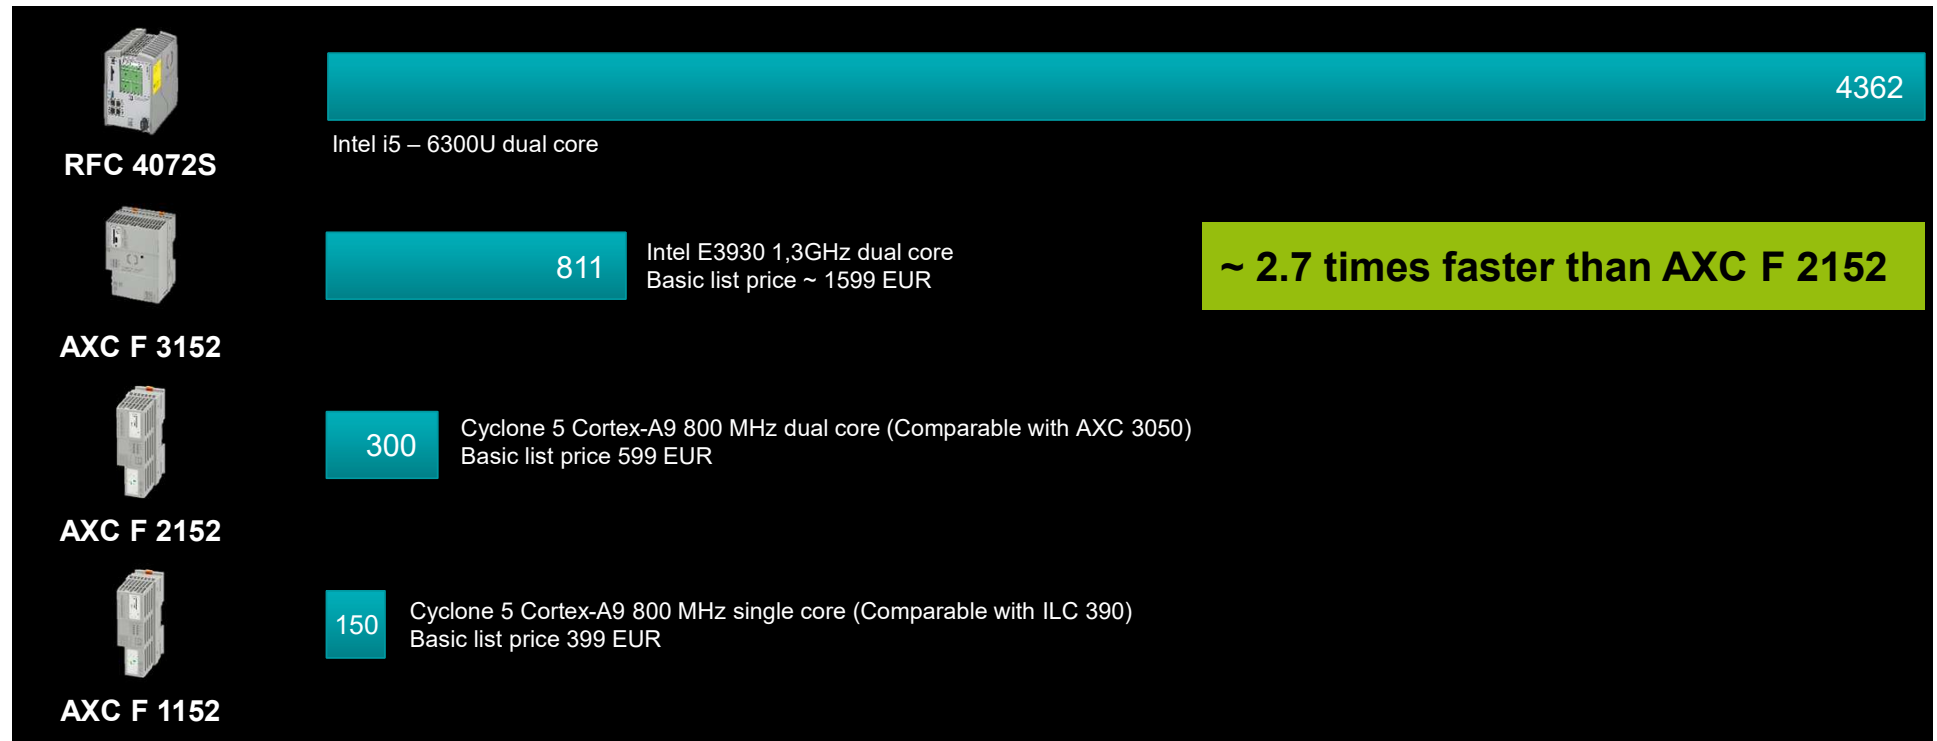 4362
Intel i5 – 6300U dual core
RFC 4072S
811
Intel E3930 1,3GHz dual core
Basic list price ~ 1599 EUR
~ 2.7 times faster than AXC F 2152
AXC F 3152
300
Cyclone 5 Cortex-A9 800 MHz dual core (Comparable with AXC 3050)
Basic list price 599 EUR
AXC F 2152
150
Cyclone 5 Cortex-A9 800 MHz single core (Comparable with ILC 390)
Basic list price 399 EUR
AXC F 1152